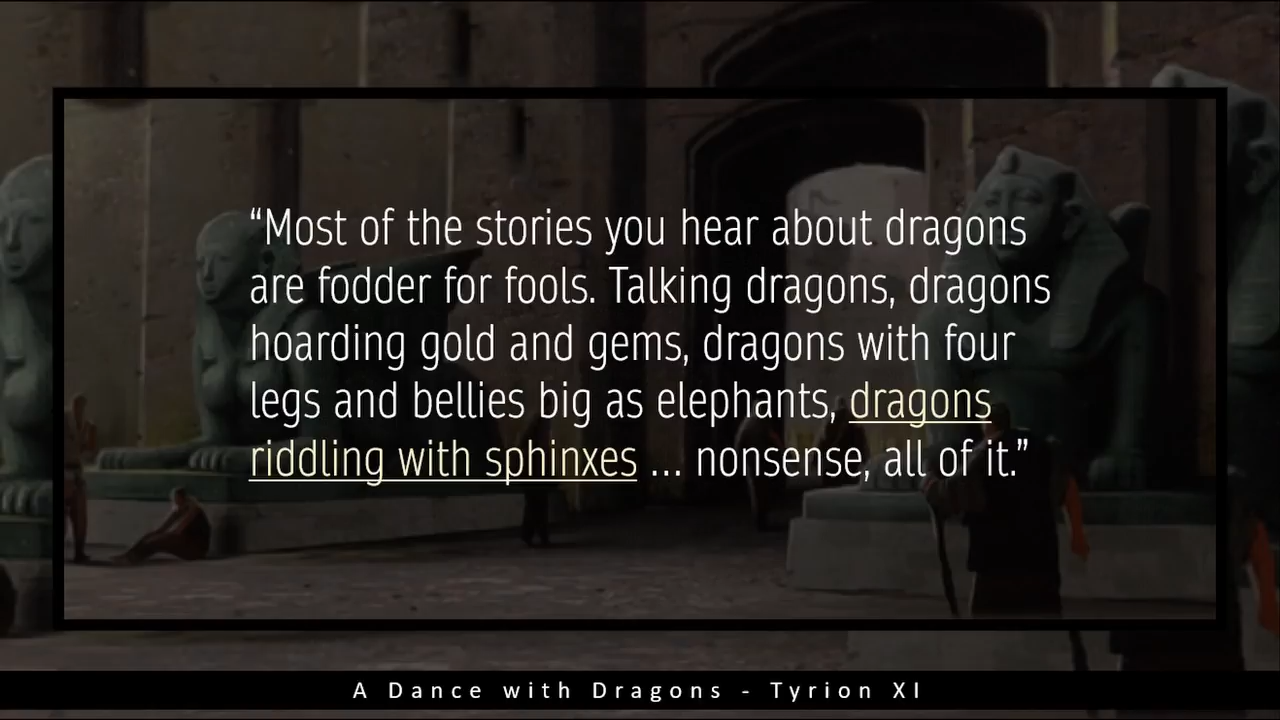 “Most of the stories you hear about dragons
are fodder for fools. Talking dragons, dragons
hoarding gold and gems, dragons with four
legs and bellies big as elephants, dragons
riddling with sphinxes ... nonsense, all of it.”
A Dance with Dragons - Tyrion XI